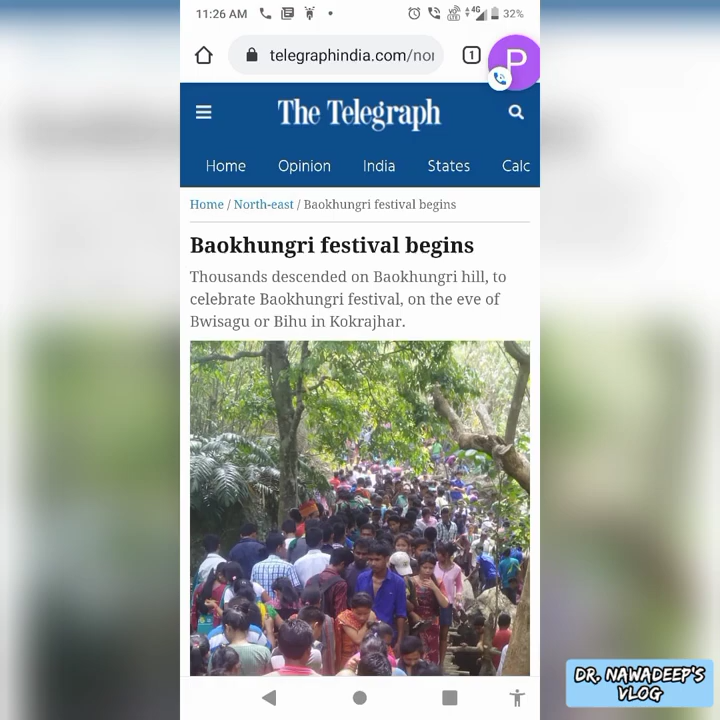 11:26 AM
4G
32%
telegraphindia.com/nor
1
P
The Telegraph
Home Opinion India States Calc
Home / North-east / Baokhungri festival begins
Baokhungri festival begins
Thousands descended on Baokhungri hill, to
celebrate Baokhungri festival, on the eve of
Bwisagu or Bihu in Kokrajhar.
DR. NAWADEEP'S
VLOG